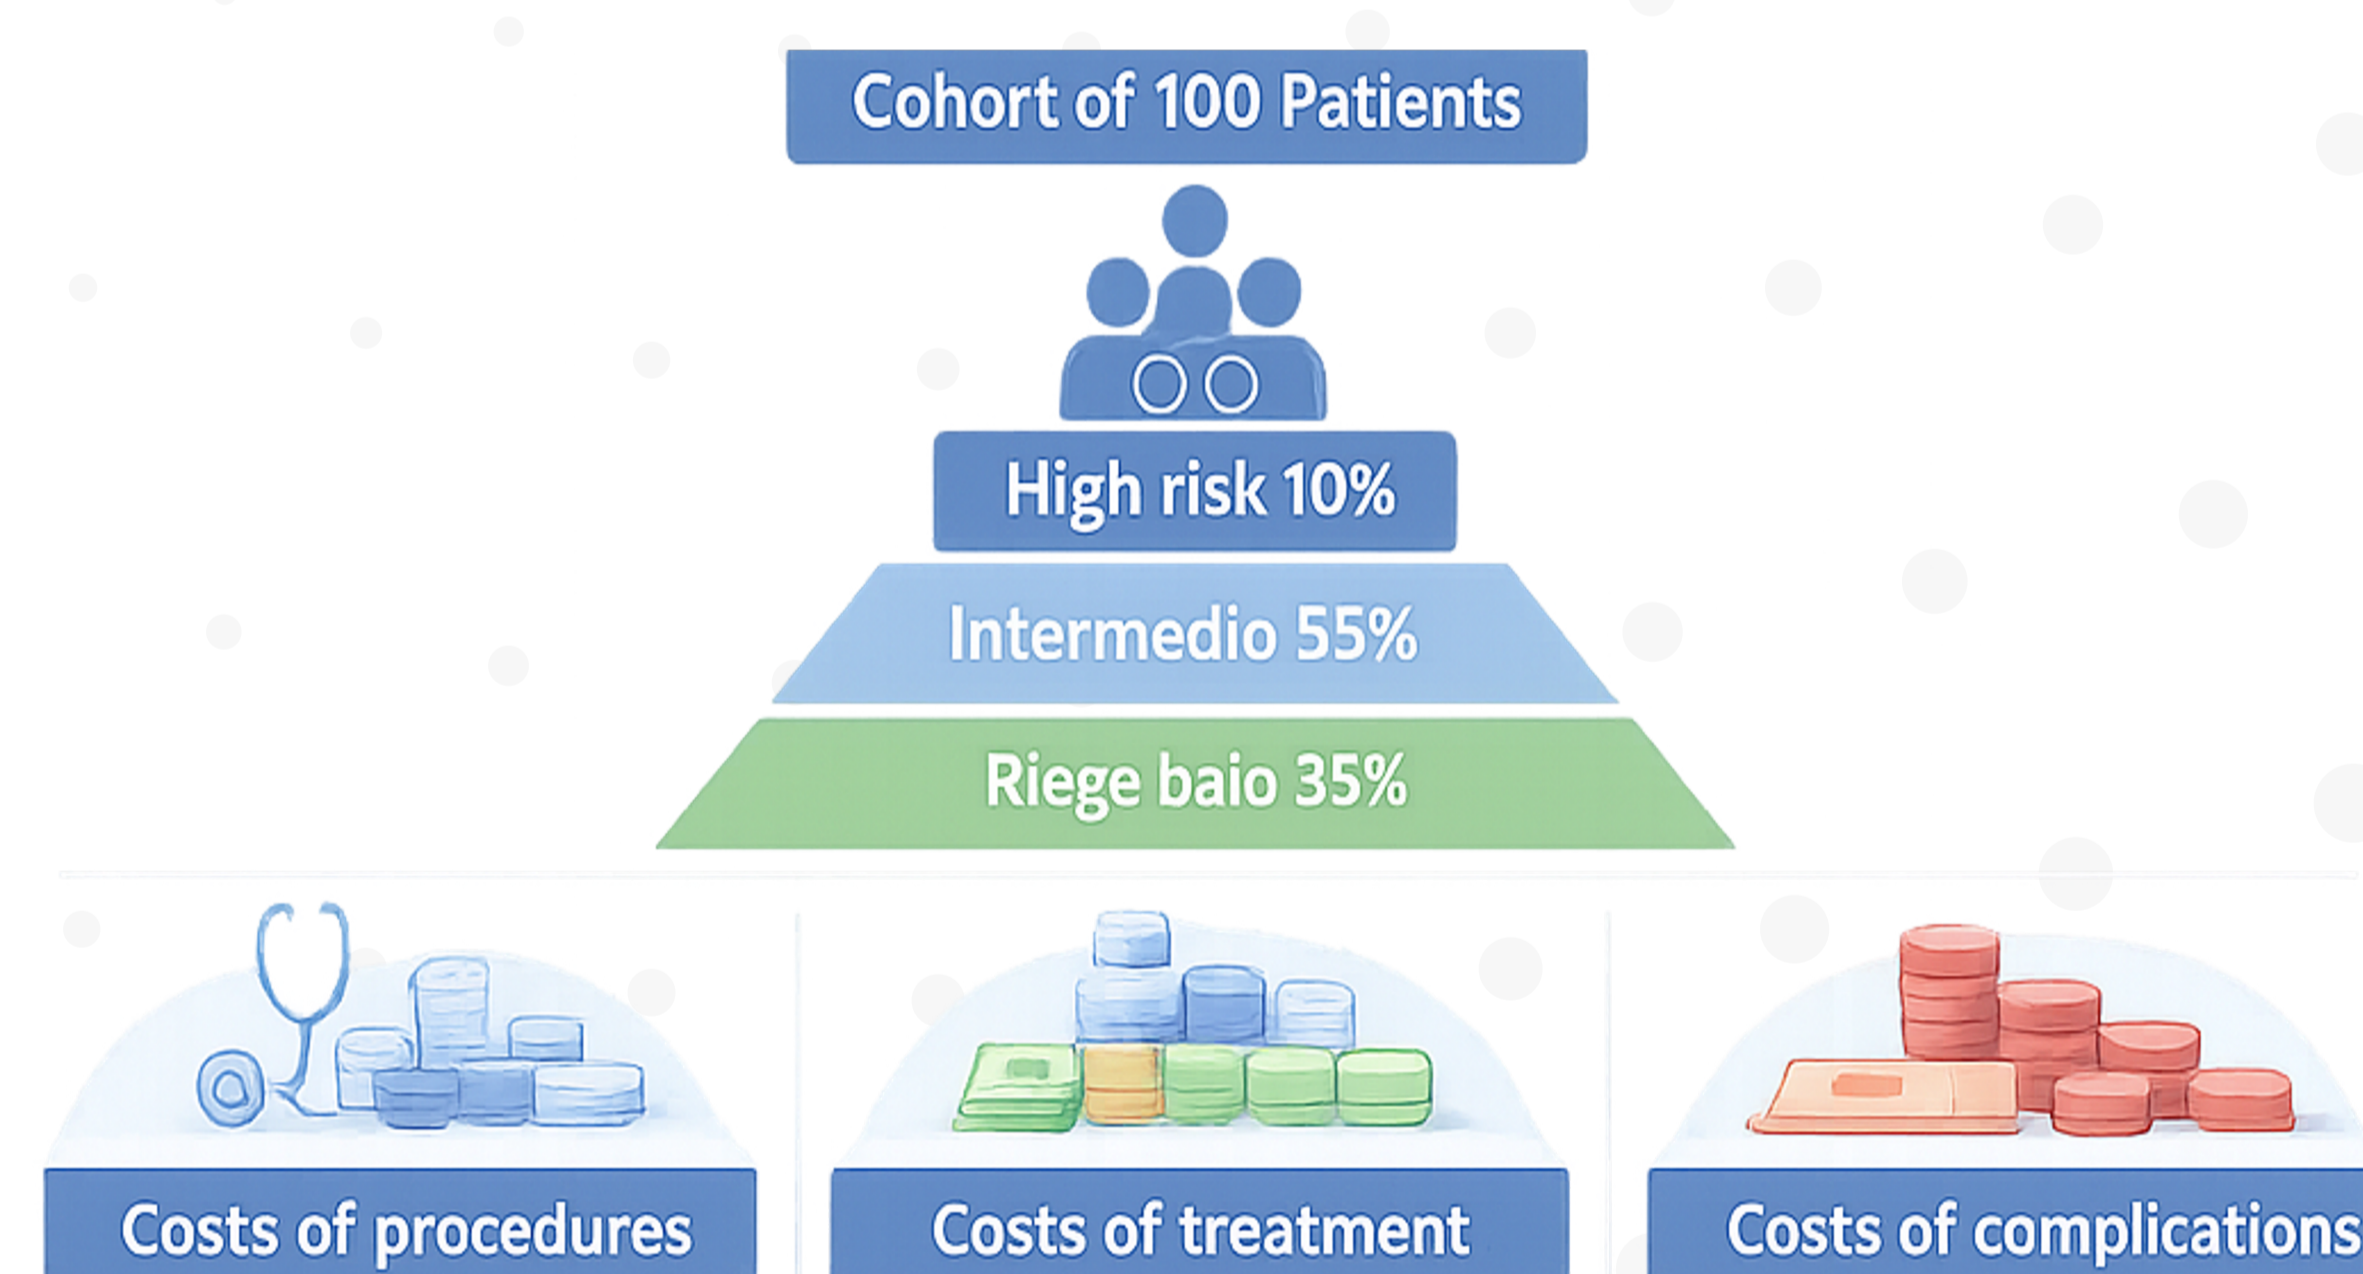 Cohort of 100 Patients
High risk 10%
Intermedio 55%
Riege baio 35%
Costs of procedures
Costs of treatment
Costs of complications